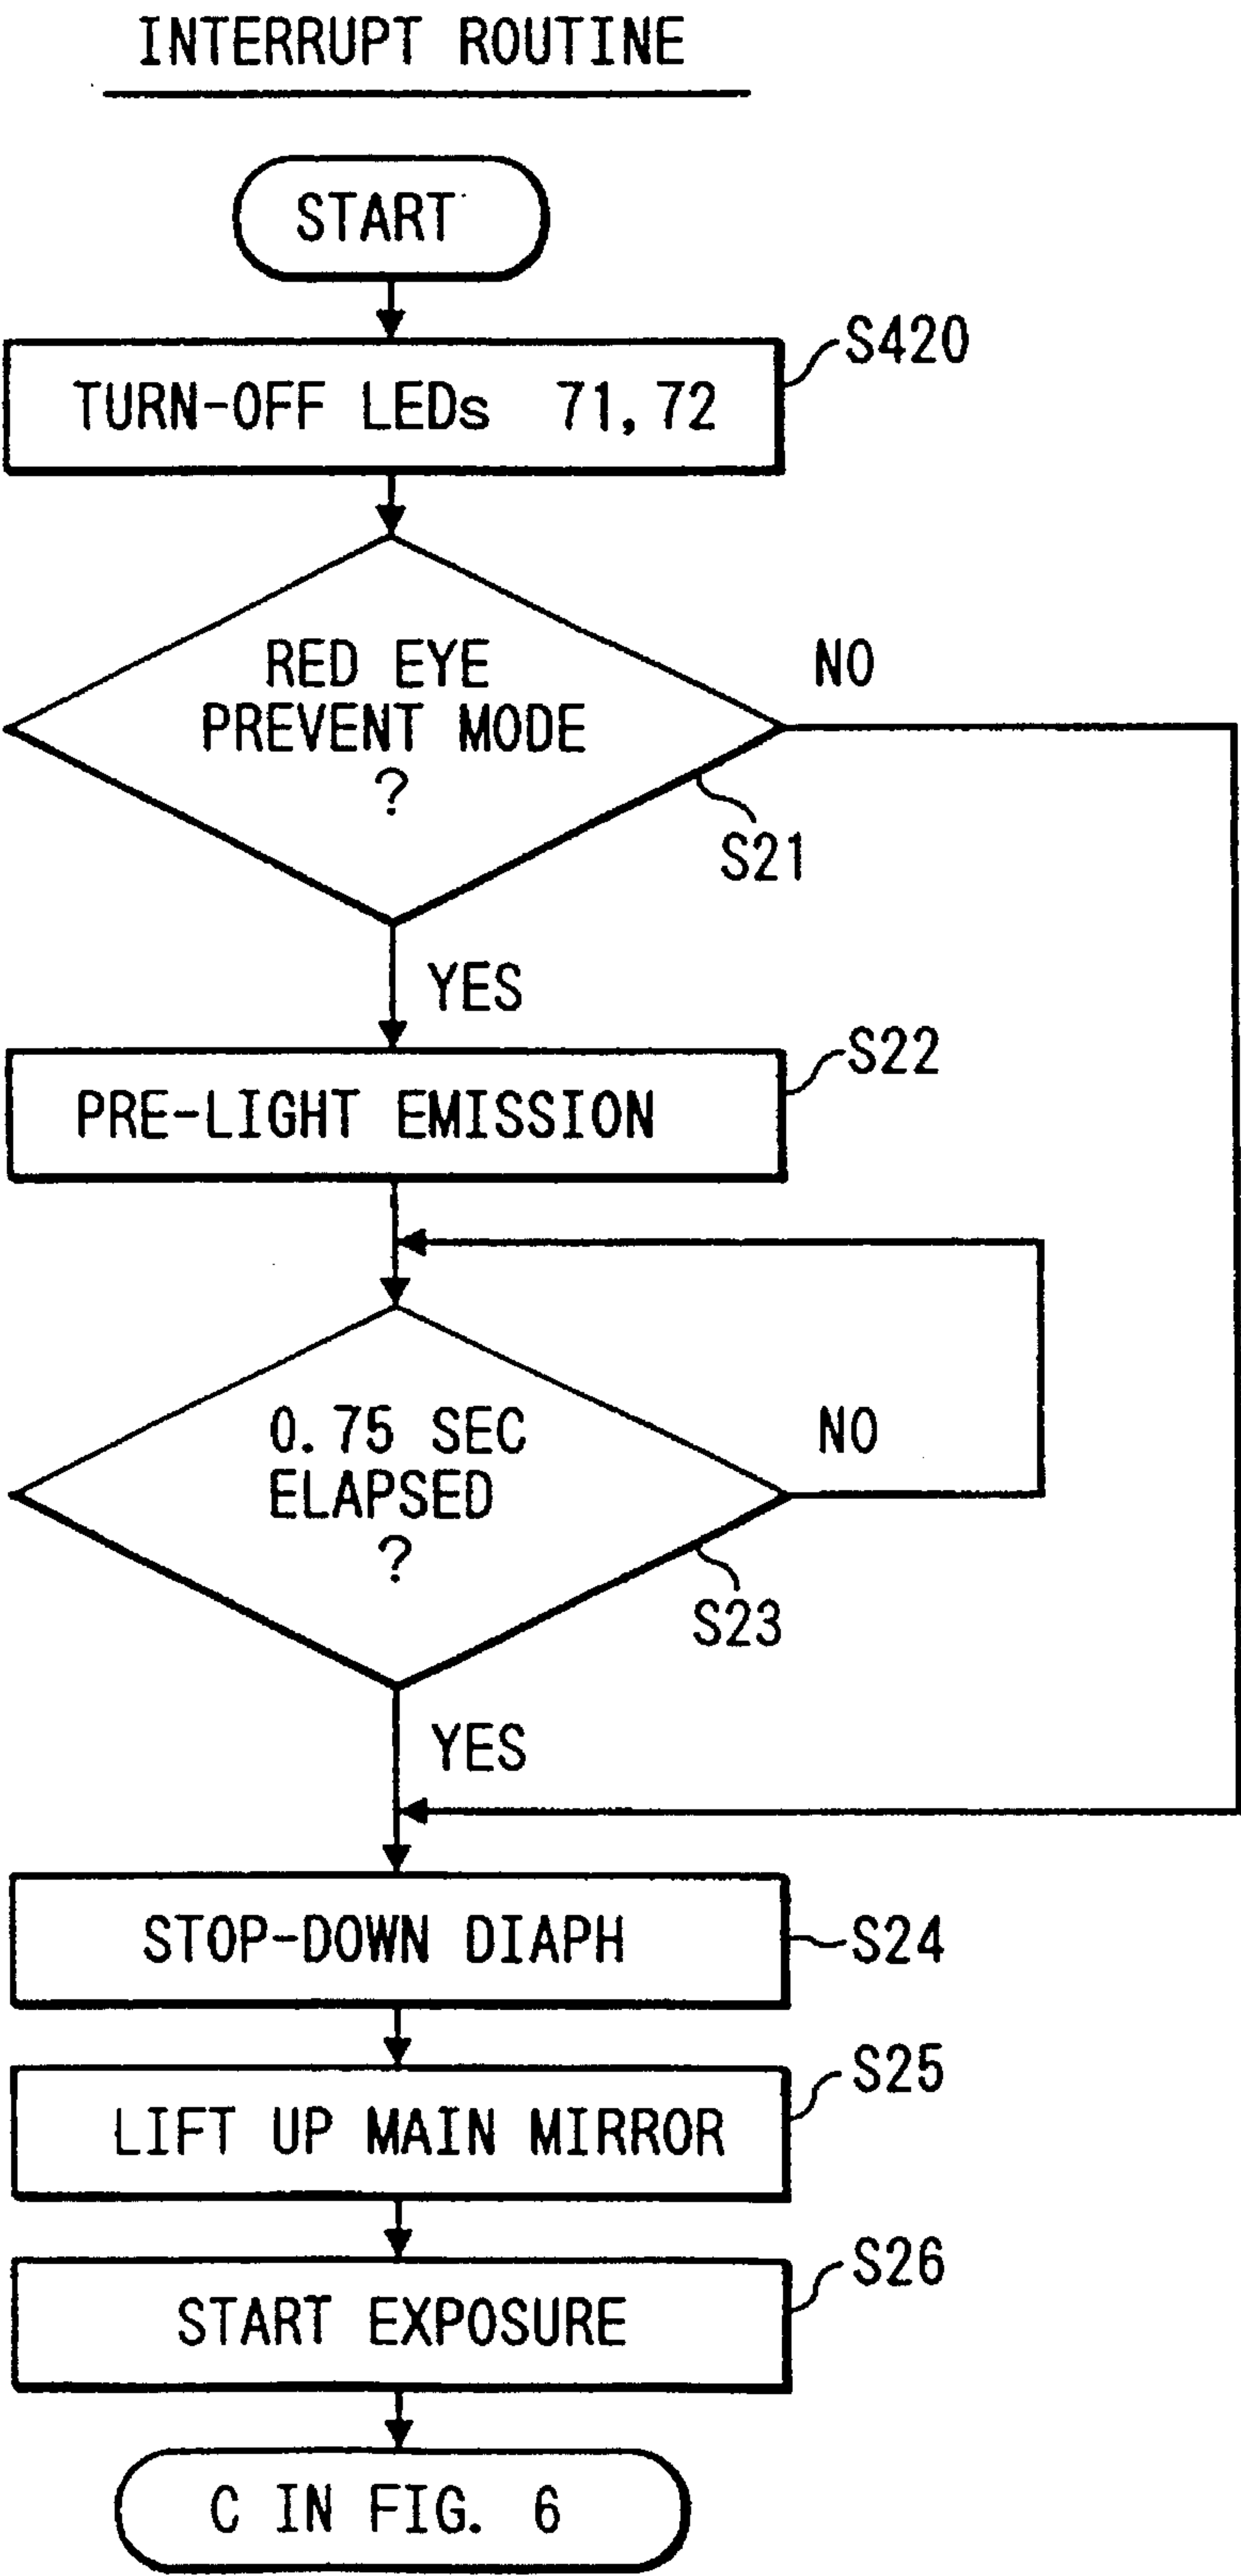 INTERRUPT ROUTINE
START
S420
TURN-OFF LEDs 71, 72
RED EYE
PREVENT MODE
?
NO
S21
YES
S22
PRE-LIGHT EMISSION
0.75 SEC
ELAPSED
?
NO
S23
YES
STOP-DOWN DIAPH
S24
S25
LIFT UP MAIN MIRROR
S26
START EXPOSURE
C IN FIG. 6